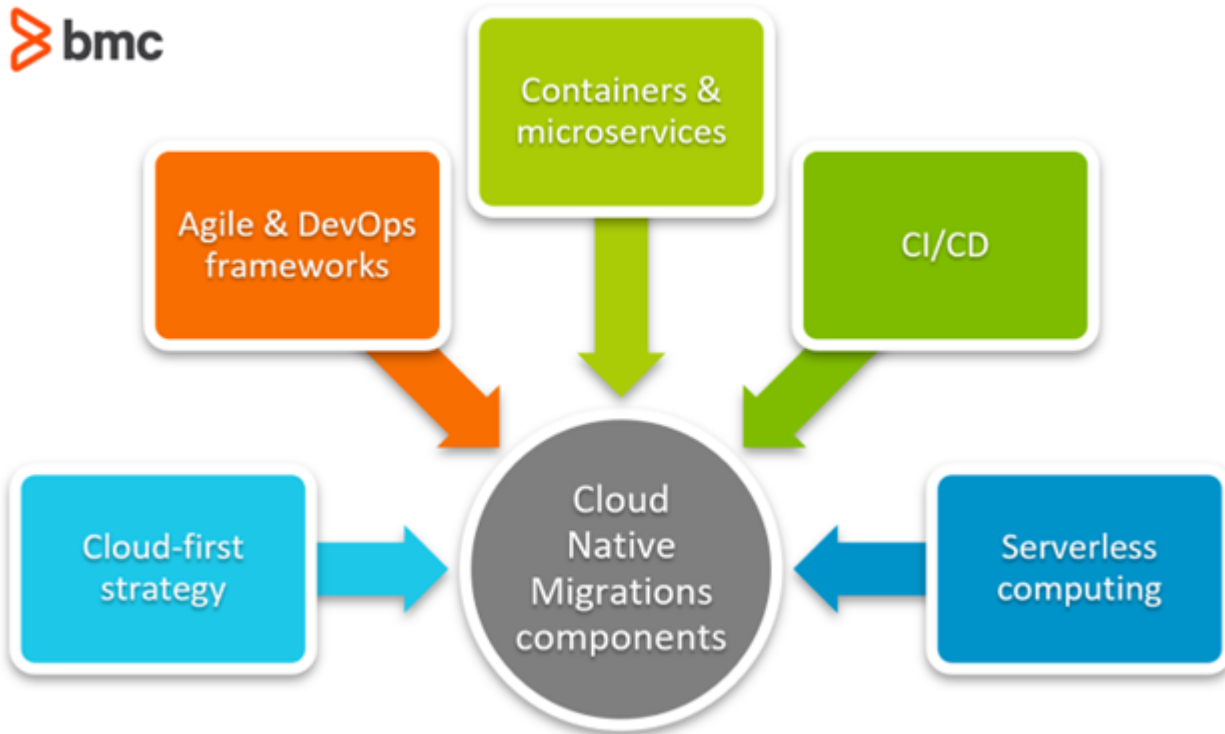 bmc
Containers &
microservices
Agile & DevOps
frameworks
CI/CD
Cloud-first
strategy
Cloud
Native
Migrations
components
Serverless
computing